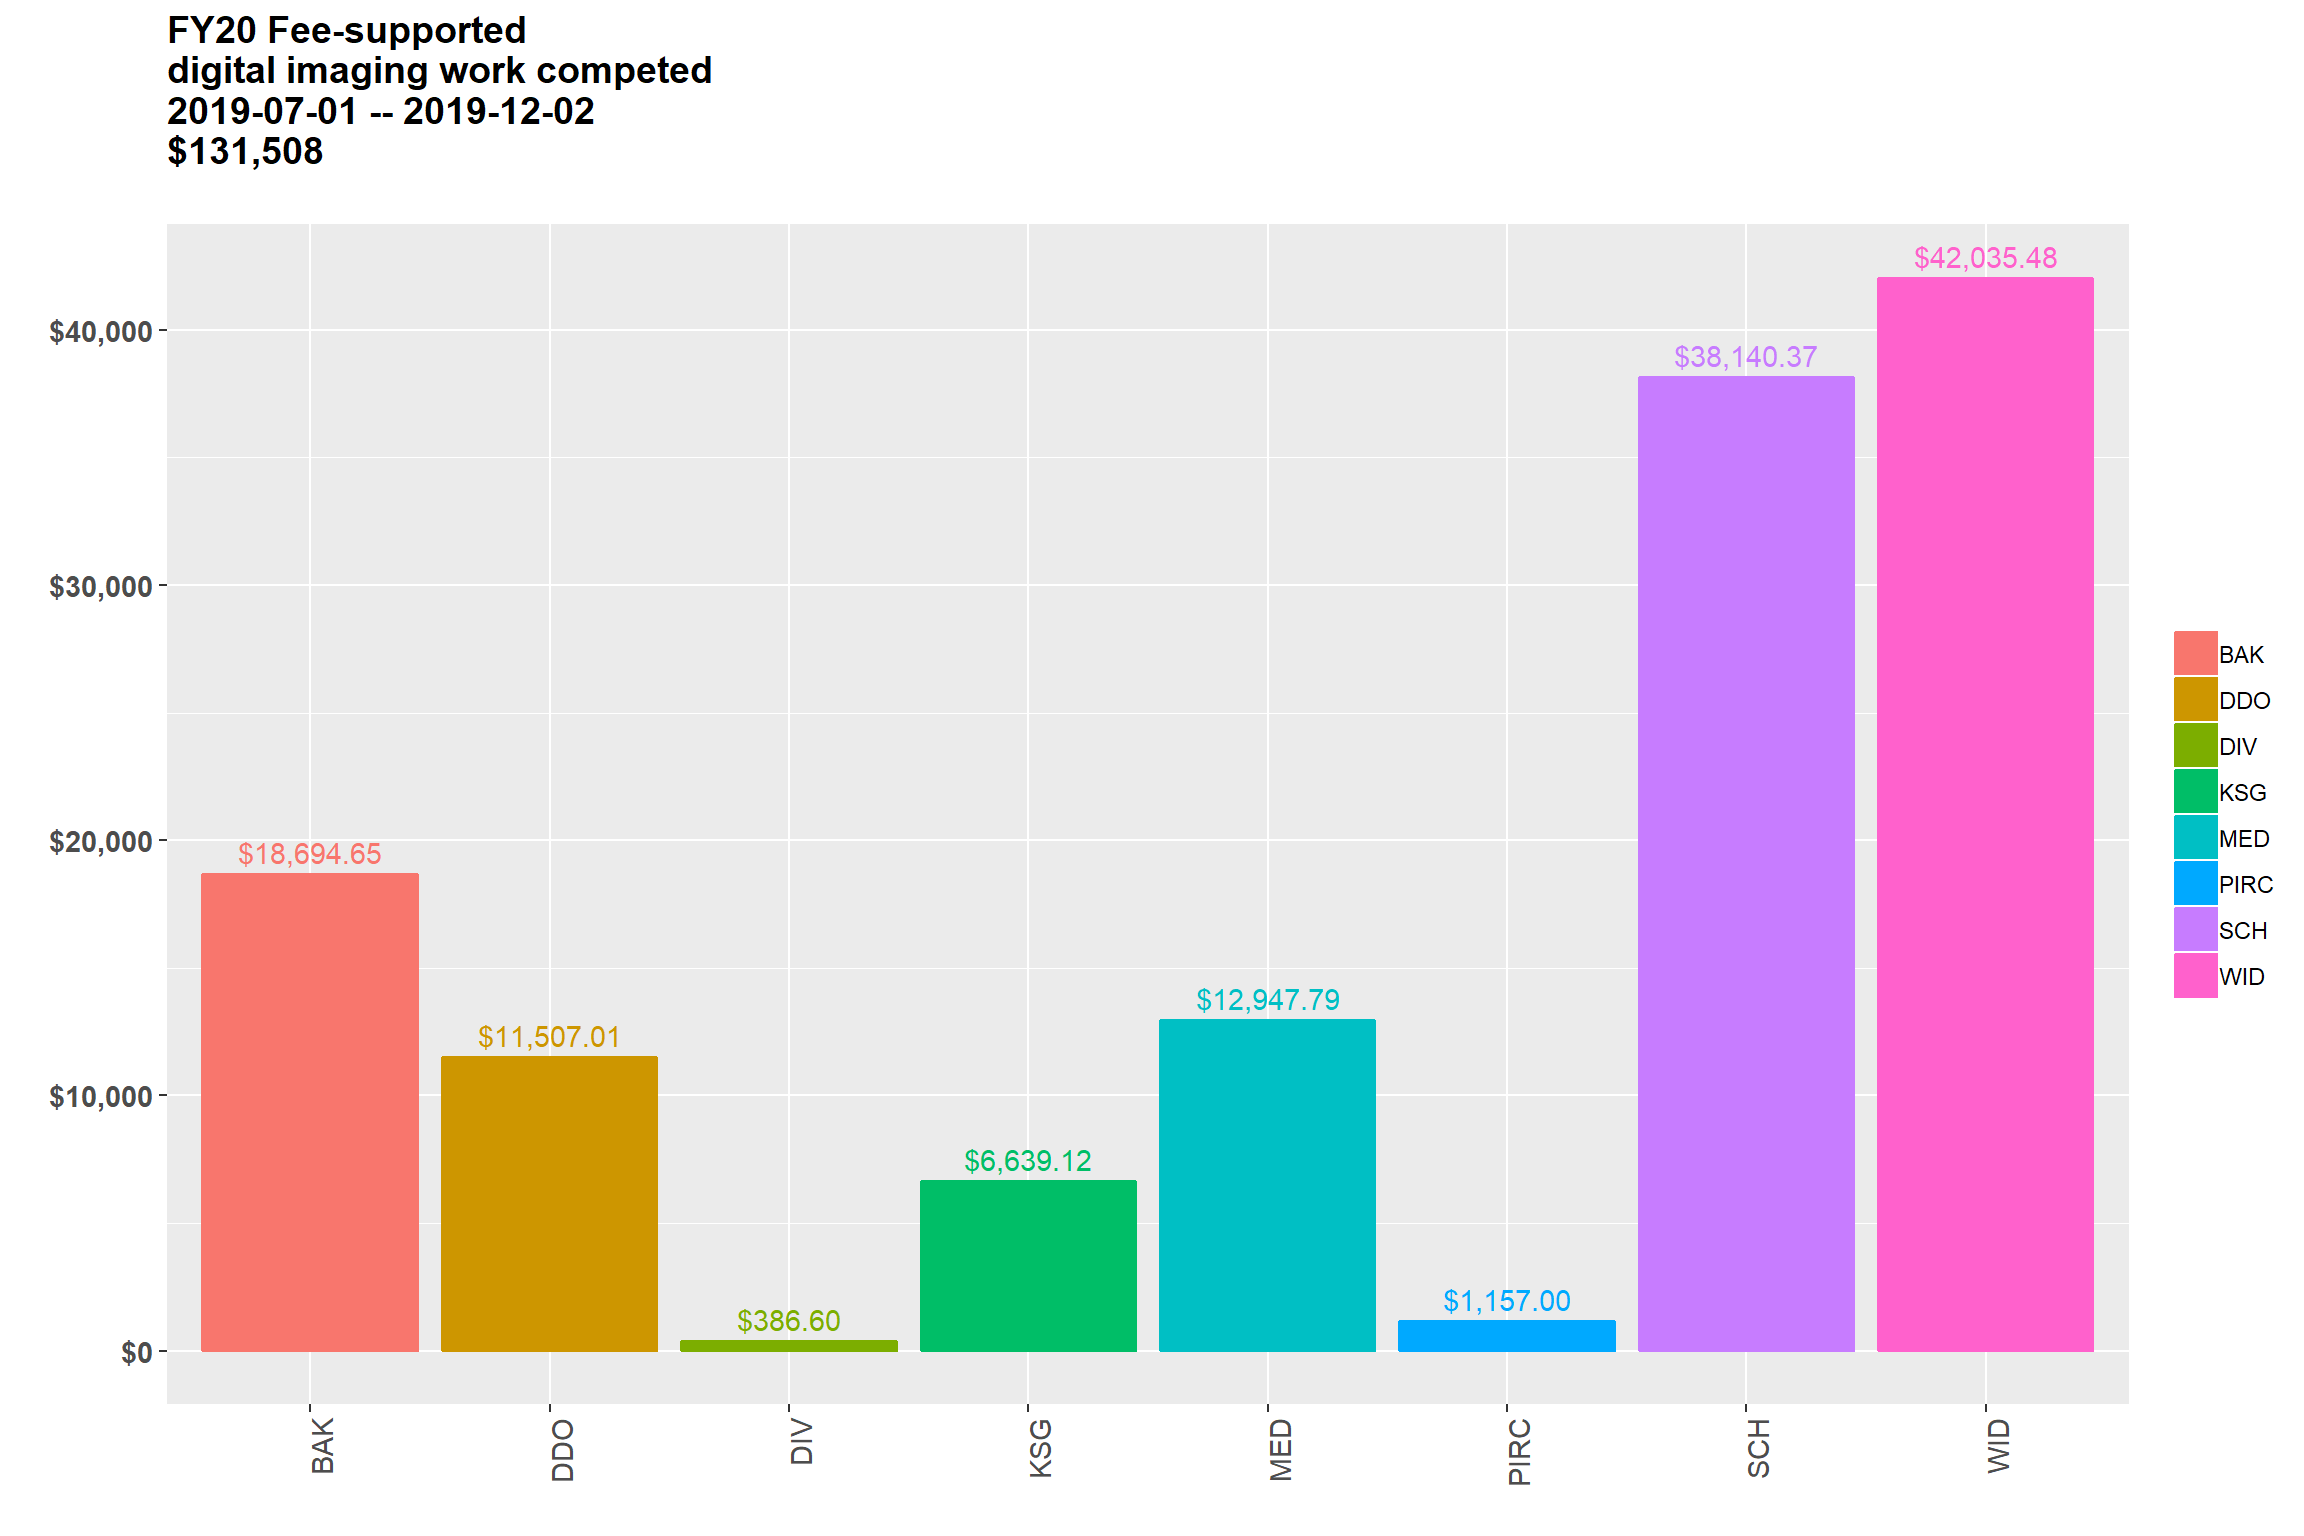 FY20 Fee-supported
digital imaging work competed
2019-07-01 -- 2019-12-02
$131,508
$42,035.48
$40,000
$38,140.37
$30,000
$20,000
$18,694.65
$12,947.79
$11,507.01
$10,000
$6,639.12
$1,157.00
$386.60
$0
BAK
DDO
DIV
KSG
MED
PIRC
SCH
WID
BAK
DDO
DIV
KSG
MED
PIRC
SCH
WID